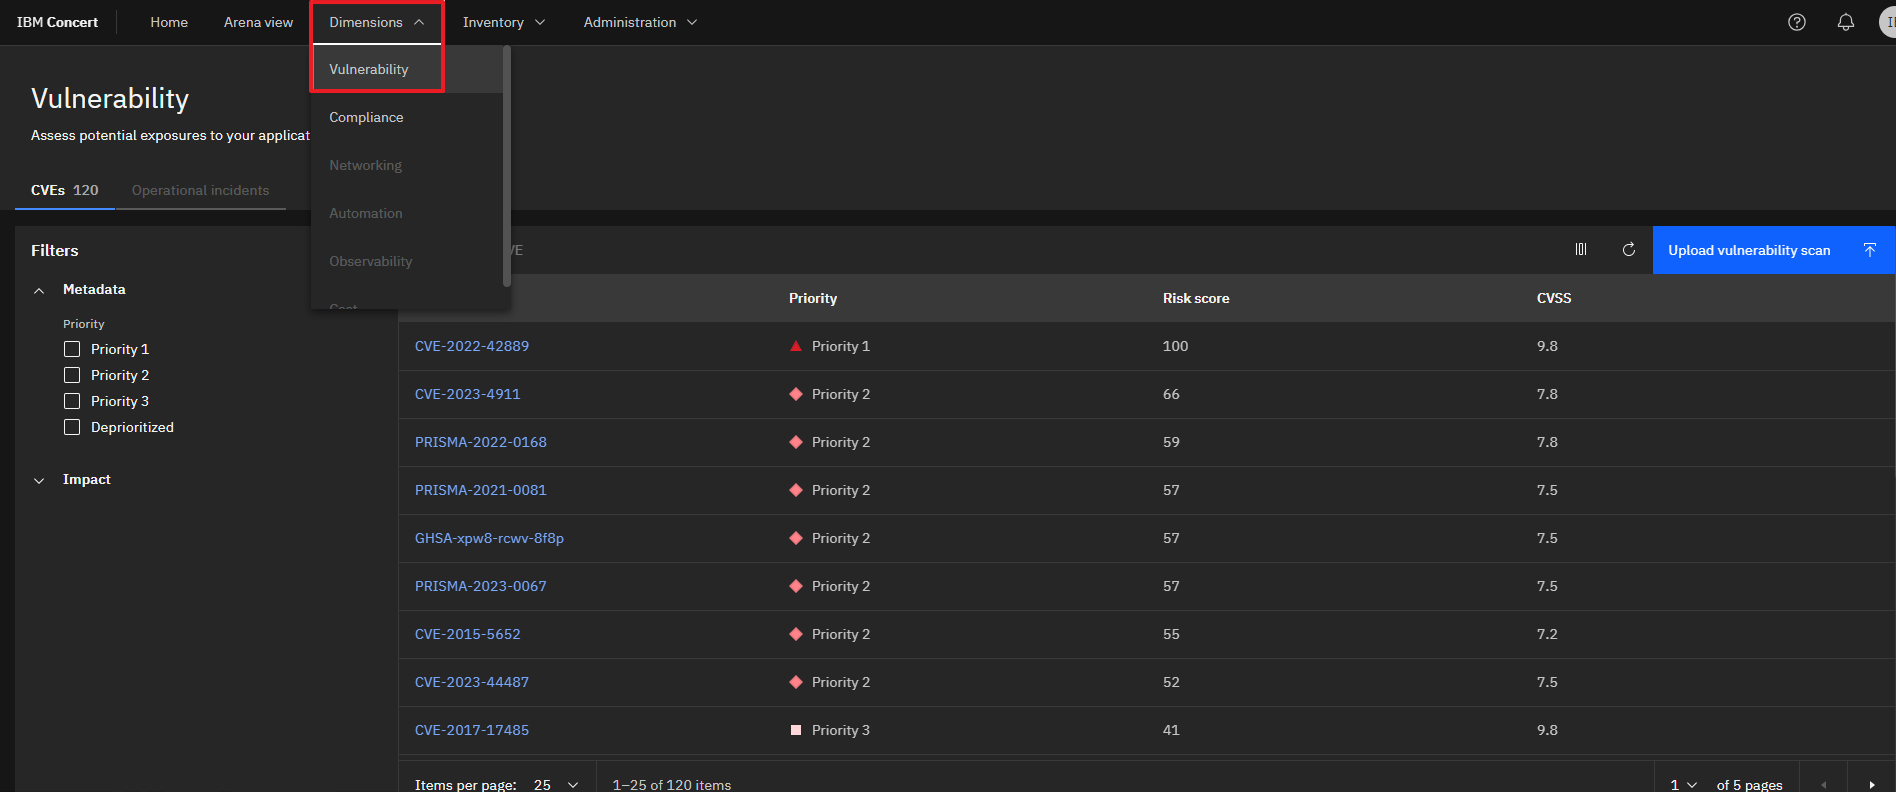 IBM Concert Home Arena view Dimensions Inventory Administration
Vulnerability
Compliance
Networking
Automation
Observability
Vulnerability
Assess potential exposures to your applicat
CVEs 120 Operational incidents
Filters
Metadata
Priority
Priority 1
Priority 2
Priority 3
Deprioritized
Impact
VE Upload vulnerability scan
Priority Risk score CVSS
CVE-2022-42889 Priority 1 100 9.8
CVE-2023-4911 Priority 2 66 7.8
PRISMA-2022-0168 Priority 2 59 7.8
PRISMA-2021-0081 Priority 2 57 7.5
GHSA-xpw8-rcwv-8f8p Priority 2 57 7.5
PRISMA-2023-0067 Priority 2 57 7.5
CVE-2015-5652 Priority 2 55 7.2
CVE-2023-44487 Priority 2 52 7.5
CVE-2017-17485 Priority 3 41 9.8
Items per page: 25 1–25 of 120 items 1 of 5 pages